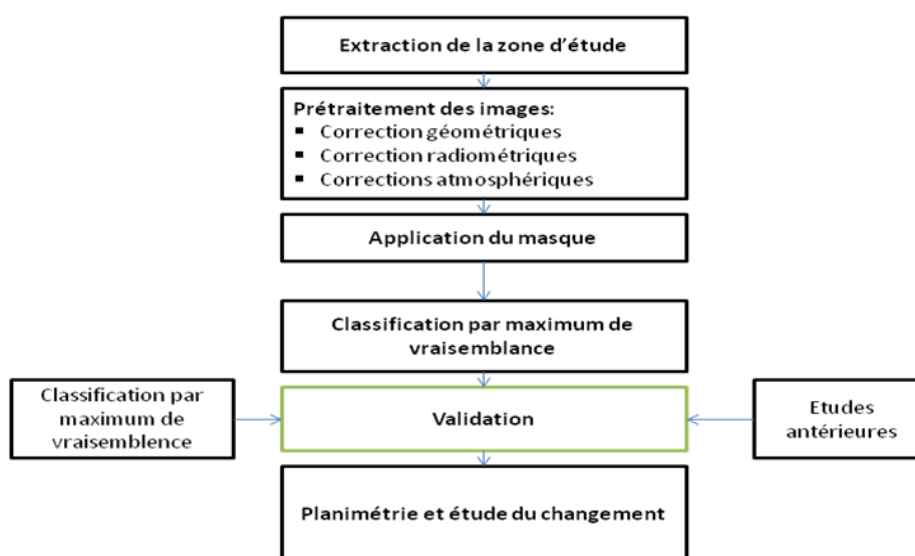 Extraction de la zone d'étude
Prétraitement des images:
▪ Correction géométriques
▪ Correction radiométriques
▪ Corrections atmosphériques
Application du masque
Classification par maximum de
vraisemblance
Classification par
maximum de
vraisemblence
Validation
Etudes
antérieures
Planimétrie et étude du changement